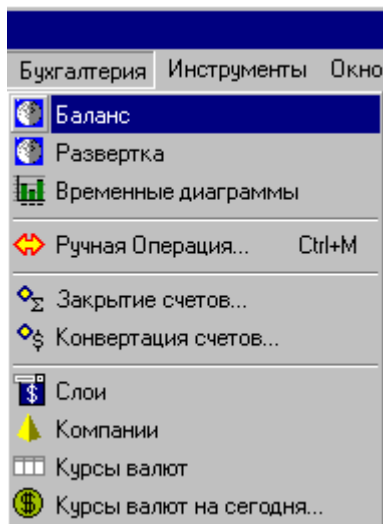 Бухгалтерия Инструменты Окно
Баланс
Развертка
Временные диаграммы
Ручная Операция... Ctrl+M
Закрытие счетов...
Конвертация счетов...
Слои
Компании
Курсы валют
Курсы валют на сегодня...